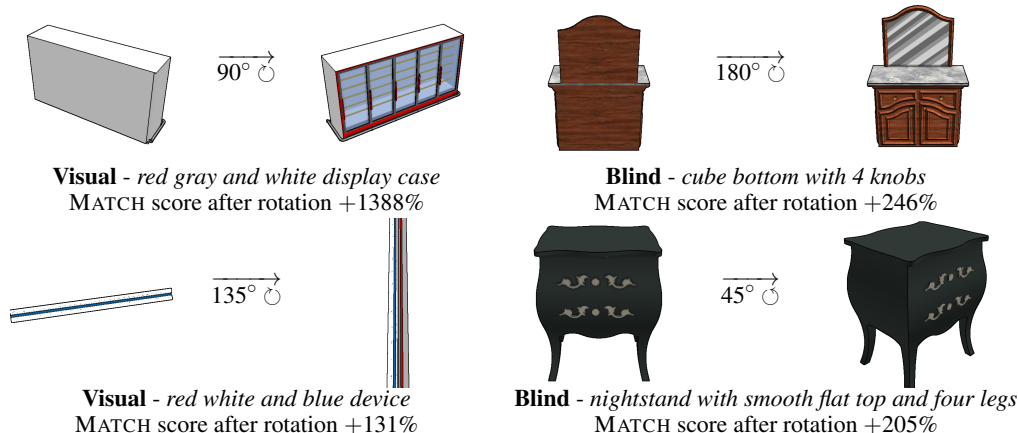 90° ↻
Visual - red gray and white display case
MATCH score after rotation +1388%
180° ↻
Blind - cube bottom with 4 knobs
MATCH score after rotation +246%
135° ↻
Visual - red white and blue device
MATCH score after rotation +131%
45° ↻
Blind - nightstand with smooth flat top and four legs
MATCH score after rotation +205%